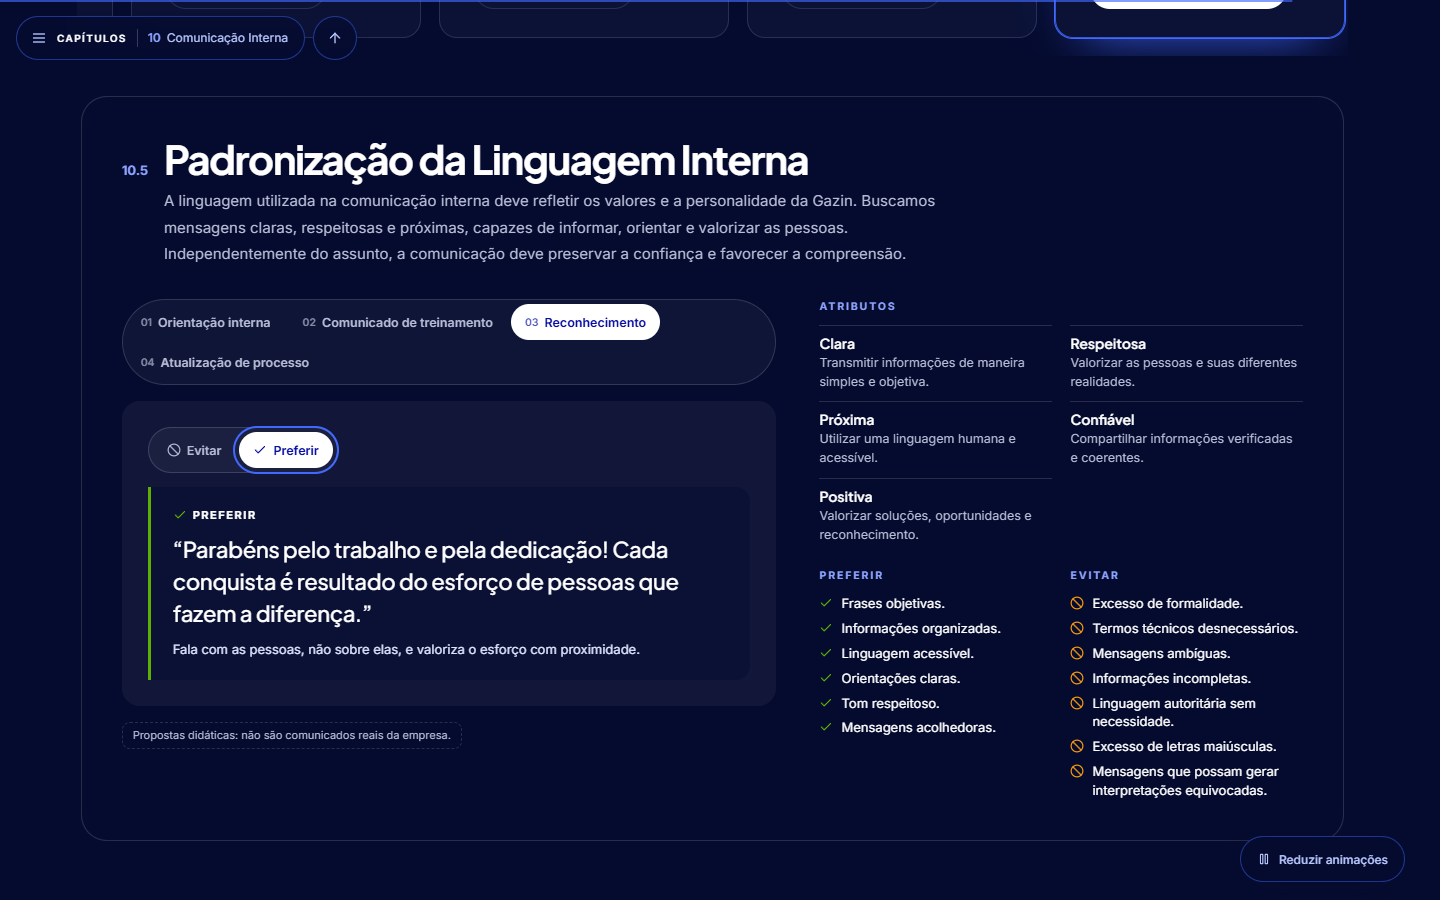 CAPÍTULOS 10 Comunicação Interna
10.5 Padronização da Linguagem Interna
A linguagem utilizada na comunicação interna deve refletir os valores e a personalidade da Gazin. Buscamos
mensagens claras, respeitosas e próximas, capazes de informar, orientar e valorizar as pessoas.
Independentemente do assunto, a comunicação deve preservar a confiança e favorecer a compreensão.
01 Orientação interna 02 Comunicado de treinamento 03 Reconhecimento
04 Atualização de processo
Evitar Preferir
PREFERIR
“Parabéns pelo trabalho e pela dedicação! Cada
conquista é resultado do esforço de pessoas que
fazem a diferença.”
Fala com as pessoas, não sobre elas, e valoriza o esforço com proximidade.
Propostas didáticas: não são comunicados reais da empresa.
ATRIBUTOS
Clara
Transmitir informações de maneira
simples e objetiva.
Respeitosa
Valorizar as pessoas e suas diferentes
realidades.
Próxima
Utilizar uma linguagem humana e
acessível.
Confiável
Compartilhar informações verificadas
e coerentes.
Positiva
Valorizar soluções, oportunidades e
reconhecimento.
PREFERIR
Frases objetivas.
Informações organizadas.
Linguagem acessível.
Orientações claras.
Tom respeitoso.
Mensagens acolhedoras.
EVITAR
Excesso de formalidade.
Termos técnicos desnecessários.
Mensagens ambíguas.
Informações incompletas.
Linguagem autoritária sem
necessidade.
Excesso de letras maiúsculas.
Mensagens que possam gerar
interpretações equivocadas.
Reduzir animações